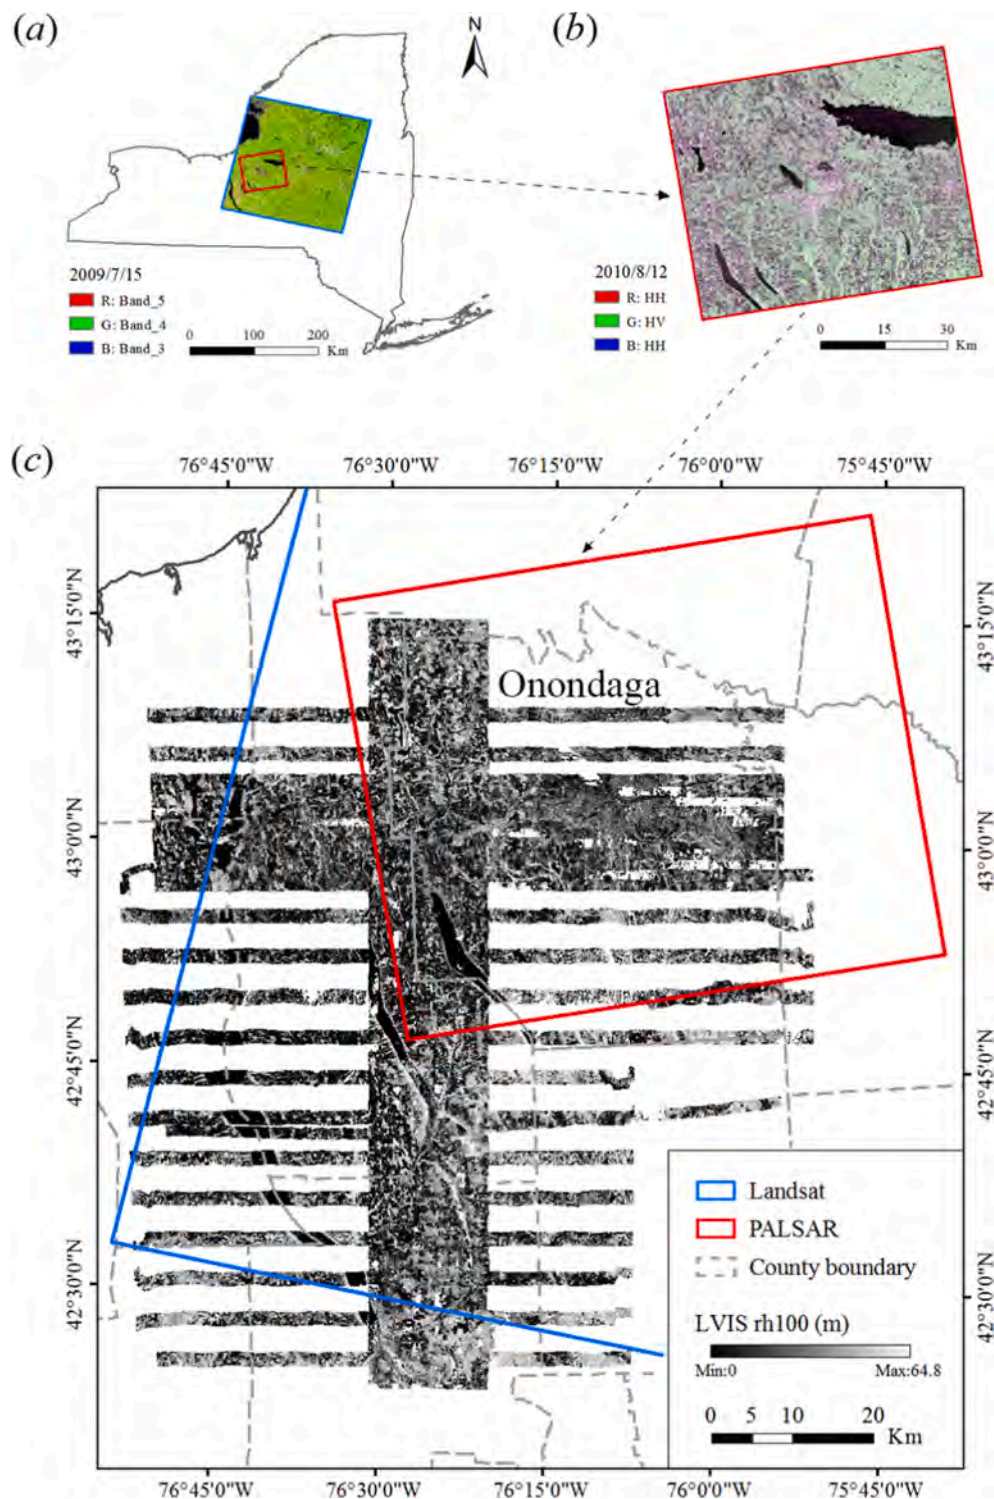 (a)
N
(b)
2009/7/15
R: Band_5
G: Band_4
B: Band_3
0 100 200
Km
2010/8/12
R: HH
G: HV
B: HH
0 15 30
Km
(c)
76°45'0"W 76°30'0"W 76°15'0"W 76°0'0"W 75°45'0"W
43°15'0"N
43°0'0"N
42°45'0"N
42°30'0"N
Onondaga
43°15'0"N
43°0'0"N
42°45'0"N
42°30'0"N
Landsat
PALSAR
County boundary
LVIS rh100 (m)
Min:0 Max:64.8
0 5 10 20
Km
76°45'0"W 76°30'0"W 76°15'0"W 76°0'0"W 75°45'0"W